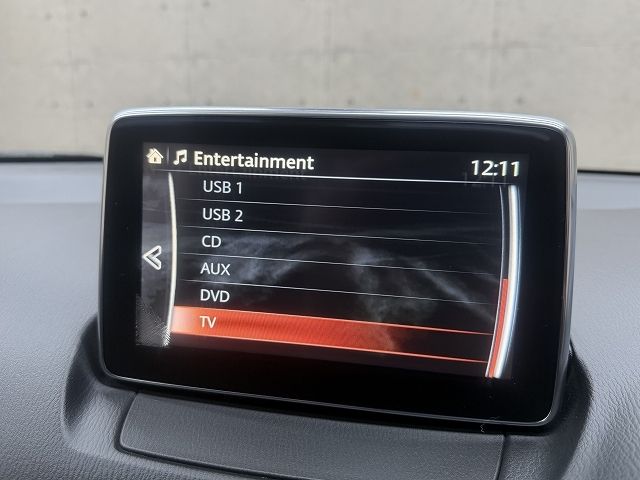 Entertainment 12:11
USB 1
USB 2
CD
AUX
DVD
TV